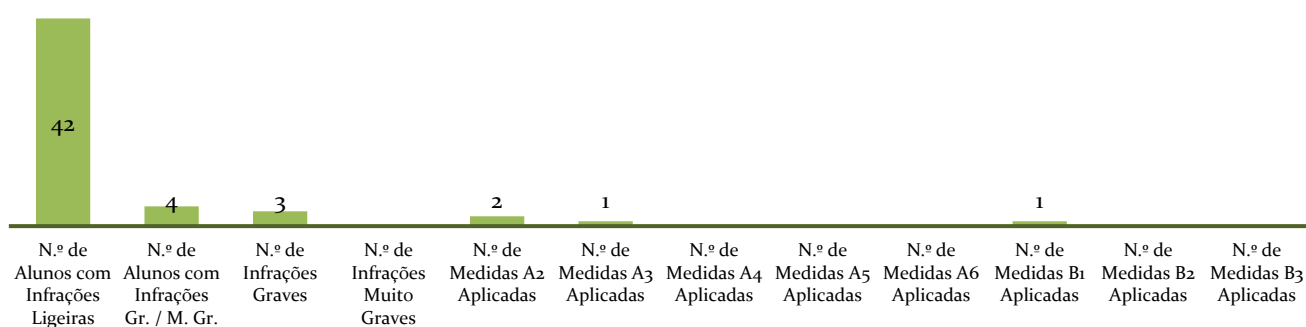 42
4
3
2
1
1
N.º de
Alunos com
Infrações
Ligeiras
N.º de
Alunos com
Infrações
Gr. / M. Gr.
N.º de
Infrações
Graves
N.º de
Infrações
Muito
Graves
N.º de
Medidas A2
Aplicadas
N.º de
Medidas A3
Aplicadas
N.º de
Medidas A4
Aplicadas
N.º de
Medidas A5
Aplicadas
N.º de
Medidas A6
Aplicadas
N.º de
Medidas B1
Aplicadas
N.º de
Medidas B2
Aplicadas
N.º de
Medidas B3
Aplicadas